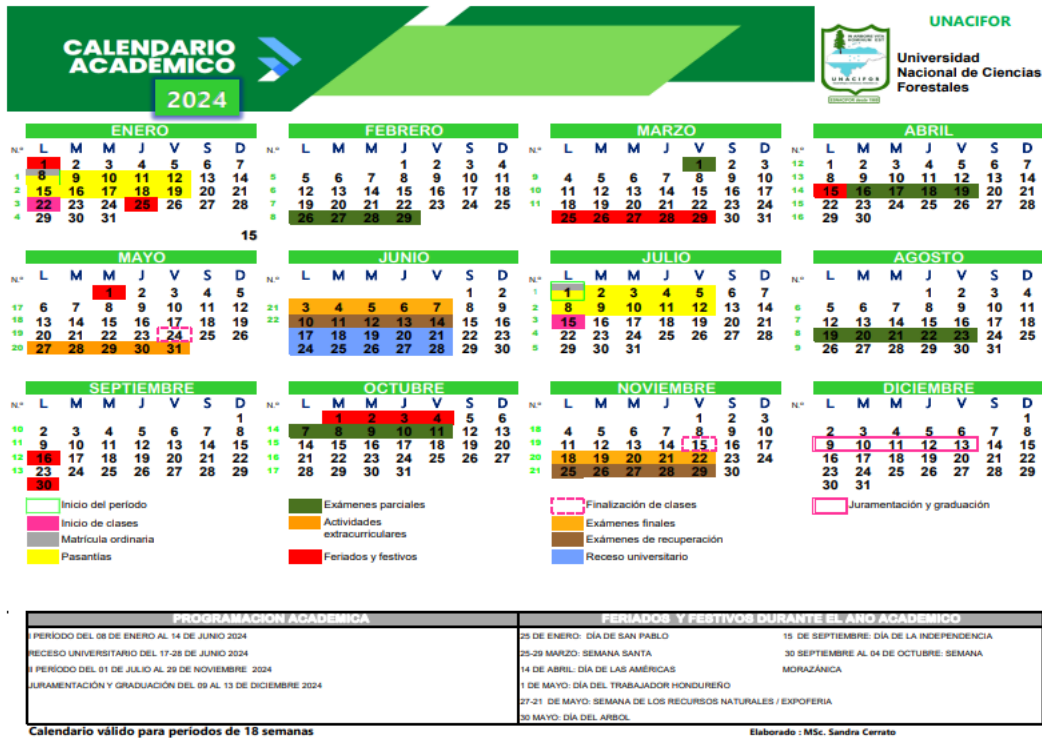 CALENDARIO
ACADEMICO
2024
UNACIFOR
UNACIFOR
Universidad
Nacional de Ciencias
Forestales
ENERO
N.º L M M J V S D
1 2 3 4 5 6 7
1 8 9 10 11 12 13 14
2 15 16 17 18 19 20 21
3 22 23 24 25 26 27 28
4 29 30 31
15
FEBRERO
N.º L M M J V S D
1 2 3 4
5 5 6 7 8 9 10 11
6 12 13 14 15 16 17 18
7 19 20 21 22 23 24 25
8 26 27 28 29
MARZO
N.º L M M J V S D
1 2 3
9 4 5 6 7 8 9 10
10 11 12 13 14 15 16 17
11 18 19 20 21 22 23 24
25 26 27 28 29 30 31
ABRIL
N.º L M M J V S D
12 1 2 3 4 5 6 7
13 8 9 10 11 12 13 14
14 15 16 17 18 19 20 21
15 22 23 24 25 26 27 28
16 29 30
MAYO
N.º L M M J V S D
1 2 3 4 5
17 6 7 8 9 10 11 12
18 13 14 15 16 17 18 19
19 20 21 22 23 24 25 26
20 27 28 29 30 31
JUNIO
N.º L M M J V S D
1 2
21 3 4 5 6 7 8 9
22 10 11 12 13 14 15 16
17 18 19 20 21 22 23
24 25 26 27 28 29 30
JULIO
N.º L M M J V S D
1 1 2 3 4 5 6 7
2 8 9 10 11 12 13 14
3 15 16 17 18 19 20 21
4 22 23 24 25 26 27 28
5 29 30 31
AGOSTO
N.º L M M J V S D
1 2 3 4
6 5 6 7 8 9 10 11
7 12 13 14 15 16 17 18
8 19 20 21 22 23 24 25
9 26 27 28 29 30 31
SEPTIEMBRE
N.º L M M J V S D
1
10 2 3 4 5 6 7 8
11 9 10 11 12 13 14 15
12 16 17 18 19 20 21 22
13 23 24 25 26 27 28 29
30
OCTUBRE
N.º L M M J V S D
1 2 3 4 5 6
14 7 8 9 10 11 12 13
15 14 15 16 17 18 19 20
16 21 22 23 24 25 26 27
17 28 29 30 31
NOVIEMBRE
N.º L M M J V S D
1 2 3
18 4 5 6 7 8 9 10
19 11 12 13 14 15 16 17
20 18 19 20 21 22 23 24
21 25 26 27 28 29 30
DICIEMBRE
N.º L M M J V S D
1
2 3 4 5 6 7 8
9 10 11 12 13 14 15
16 17 18 19 20 21 22
23 24 25 26 27 28 29
30 31
Inicio del período
Inicio de clases
Matrícula ordinaria
Pasantías
Exámenes parciales
Actividades
extracurriculares
Feriados y festivos
Finalización de clases
Exámenes finales
Exámenes de recuperación
Receso universitario
Juramentación y graduación
PROGRAMACION ACADEMICA
I PERÍODO DEL 08 DE ENERO AL 14 DE JUNIO 2024
RECESO UNIVERSITARIO DEL 17-28 DE JUNIO 2024
II PERÍODO DEL 01 DE JULIO AL 29 DE NOVIEMBRE 2024
JURAMENTACIÓN Y GRADUACIÓN DEL 09 AL 13 DE DICIEMBRE 2024
FERIADOS Y FESTIVOS DURANTE EL ANO ACADEMICO
25 DE ENERO: DÍA DE SAN PABLO
25-29 MARZO: SEMANA SANTA
14 DE ABRIL: DÍA DE LAS AMÉRICAS
1 DE MAYO: DÍA DEL TRABAJADOR HONDUREÑO
27-21 DE MAYO: SEMANA DE LOS RECURSOS NATURALES / EXPOFERIA
30 MAYO: DÍA DEL ARBOL
15 DE SEPTIEMBRE: DÍA DE LA INDEPENDENCIA
30 SEPTIEMBRE AL 04 DE OCTUBRE: SEMANA
MORAZÁNICA
Calendario válido para periodos de 18 semanas
Elaborado : MSc. Sandra Cerrato